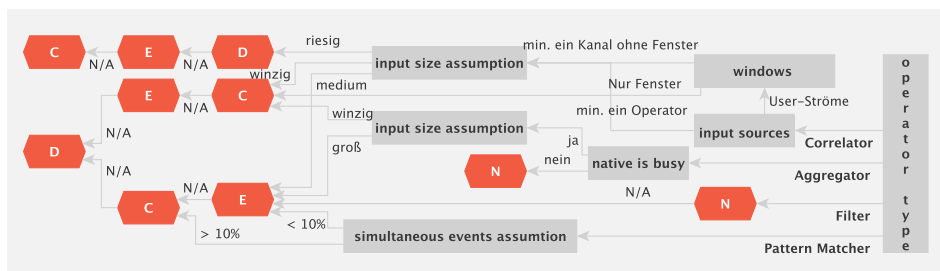 riesig
min. ein Kanal ohne Fenster
C
E
D
N/A
N/A
input size assumption
windows
winzig
medium
Nur Fenster
E
C
N/A
User-Ströme
winzig
min. ein Operator
input size assumption
input sources
N/A
groß
ja
Correlator
D
nein
native is busy
N/A
N
Aggregator
N/A
N/A
C
E
N
Filter
< 10%
> 10%
simultaneous events assumtion
Pattern Matcher
operator type